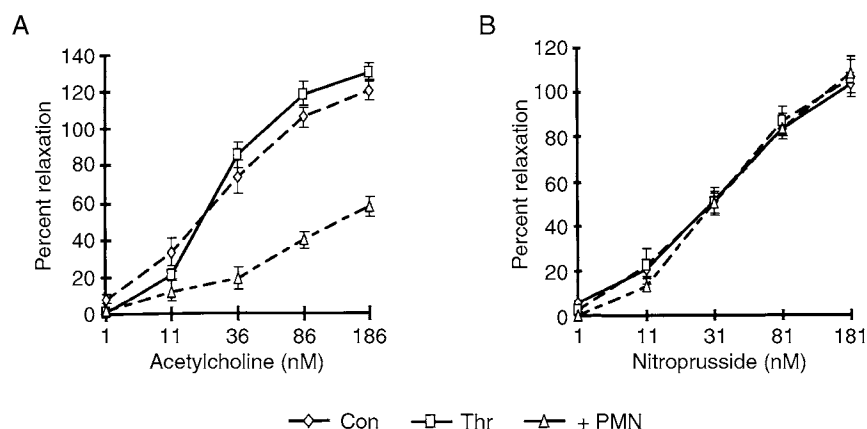 A
Percent relaxation
140
120
100
80
60
40
20
0
1 11 36 86 186
Acetylcholine (nM)
B
Percent relaxation
120
100
80
60
40
20
0
1 11 31 81 181
Nitroprusside (nM)
Con Thr + PMN